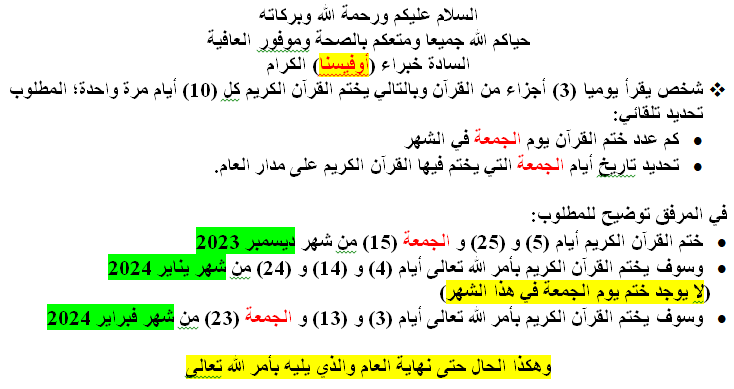 السلام عليكم ورحمة الله وبركاته
حياكم الله جميعا ومتعكم بالصحة وموفور العافية
السادة خبراء (أوفيسنا) الكرام
❖ شخص يقرأ يوميا (3) أجزاء من القرآن وبالتالي يختم القرآن الكريم كل (10) أيام مرة واحدة؛ المطلوب
تحديد تلقائي:
• كم عدد ختم القرآن يوم الجمعة في الشهر
• تحديد تاريخ أيام الجمعة التي يختم فيها القرآن الكريم على مدار العام.
في المرفق توضيح للمطلوب:
• ختم القرآن الكريم أيام (5) و (25) و الجمعة (15) من شهر ديسمبر 2023
• وسوف يختم القرآن الكريم بأمر الله تعالى أيام (4) و (14) و (24) من شهر يناير 2024
(لا يوجد ختم يوم الجمعة في هذا الشهر)
• وسوف يختم القرآن الكريم بأمر الله تعالى أيام (3) و (13) و الجمعة (23) من شهر فبراير 2024
وهكذا الحال حتى نهاية العام والذي يليه بأمر الله تعالى